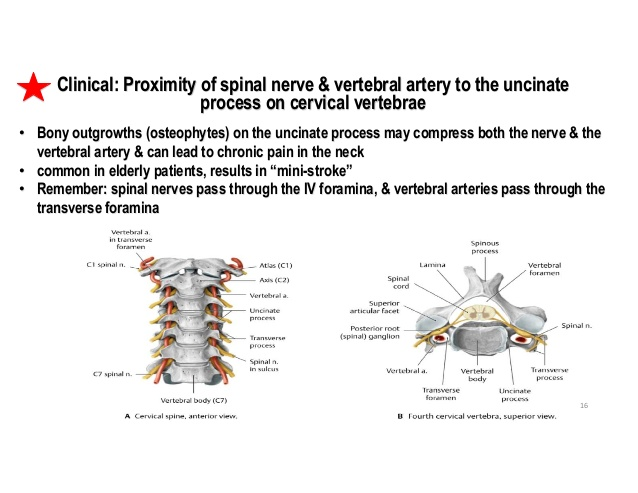 Clinical: Proximity of spinal nerve & vertebral artery to the uncinate
process on cervical vertebrae
• Bony outgrowths (osteophytes) on the uncinate process may compress both the nerve & the
vertebral artery & can lead to chronic pain in the neck
• common in elderly patients, results in “mini-stroke”
• Remember: spinal nerves pass through the IV foramina, & vertebral arteries pass through the
transverse foramina
Vertebral a.
in transverse
foramen
C1 spinal n.
Atlas (C1)
Axis (C2)
Vertebral a.
Uncinate
process
Transverse
process
Spinal n.
in sulcus
C7 spinal n.
Vertebral body (C7)
A Cervical spine, anterior view.
Spinous
process
Lamina
Vertebral
foramen
Spinal
cord
Superior
articular facet
Posterior root
(spinal) ganglion
Spinal n.
Vertebral a.
Vertebral
body
Transverse
process
Transverse
foramen
Uncinate
process
B Fourth cervical vertebra, superior view.
16